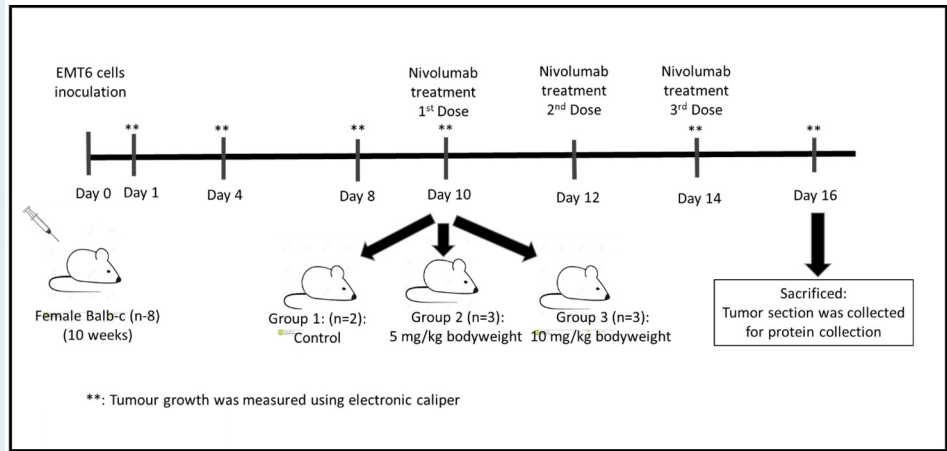 EMT6 cells
inoculation
Nivolumab
treatment
1st Dose
Nivolumab
treatment
2nd Dose
Nivolumab
treatment
3rd Dose
** ** ** ** ** **
Day 0 Day 1 Day 4 Day 8 Day 10 Day 12 Day 14 Day 16
Female Balb-c (n-8)
(10 weeks)
Group 1: (n=2):
Control
Group 2 (n=3):
5 mg/kg bodyweight
Group 3 (n=3):
10 mg/kg bodyweight
Sacrificed:
Tumor section was collected
for protein collection
**: Tumour growth was measured using electronic caliper